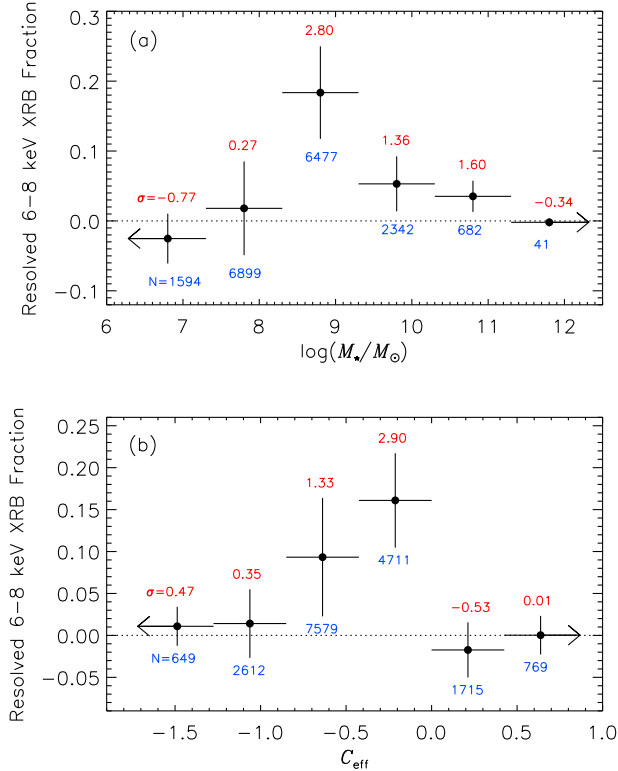 (a)
Resolved 6−8 keV XRB Fraction
0.3
0.2
0.1
0.0
−0.1
σ=−0.77
0.27
2.80
1.36
1.60
−0.34
N=1594
6899
6477
2342
682
41
6 7 8 9 10 11 12
log(M⋆/M⊙)
(b)
Resolved 6−8 keV XRB Fraction
0.25
0.20
0.15
0.10
0.05
0.00
−0.05
σ=0.47
0.35
1.33
2.90
−0.53
0.01
N=649
2612
7579
4711
1715
769
−1.5 −1.0 −0.5 0.0 0.5 1.0
Ceff